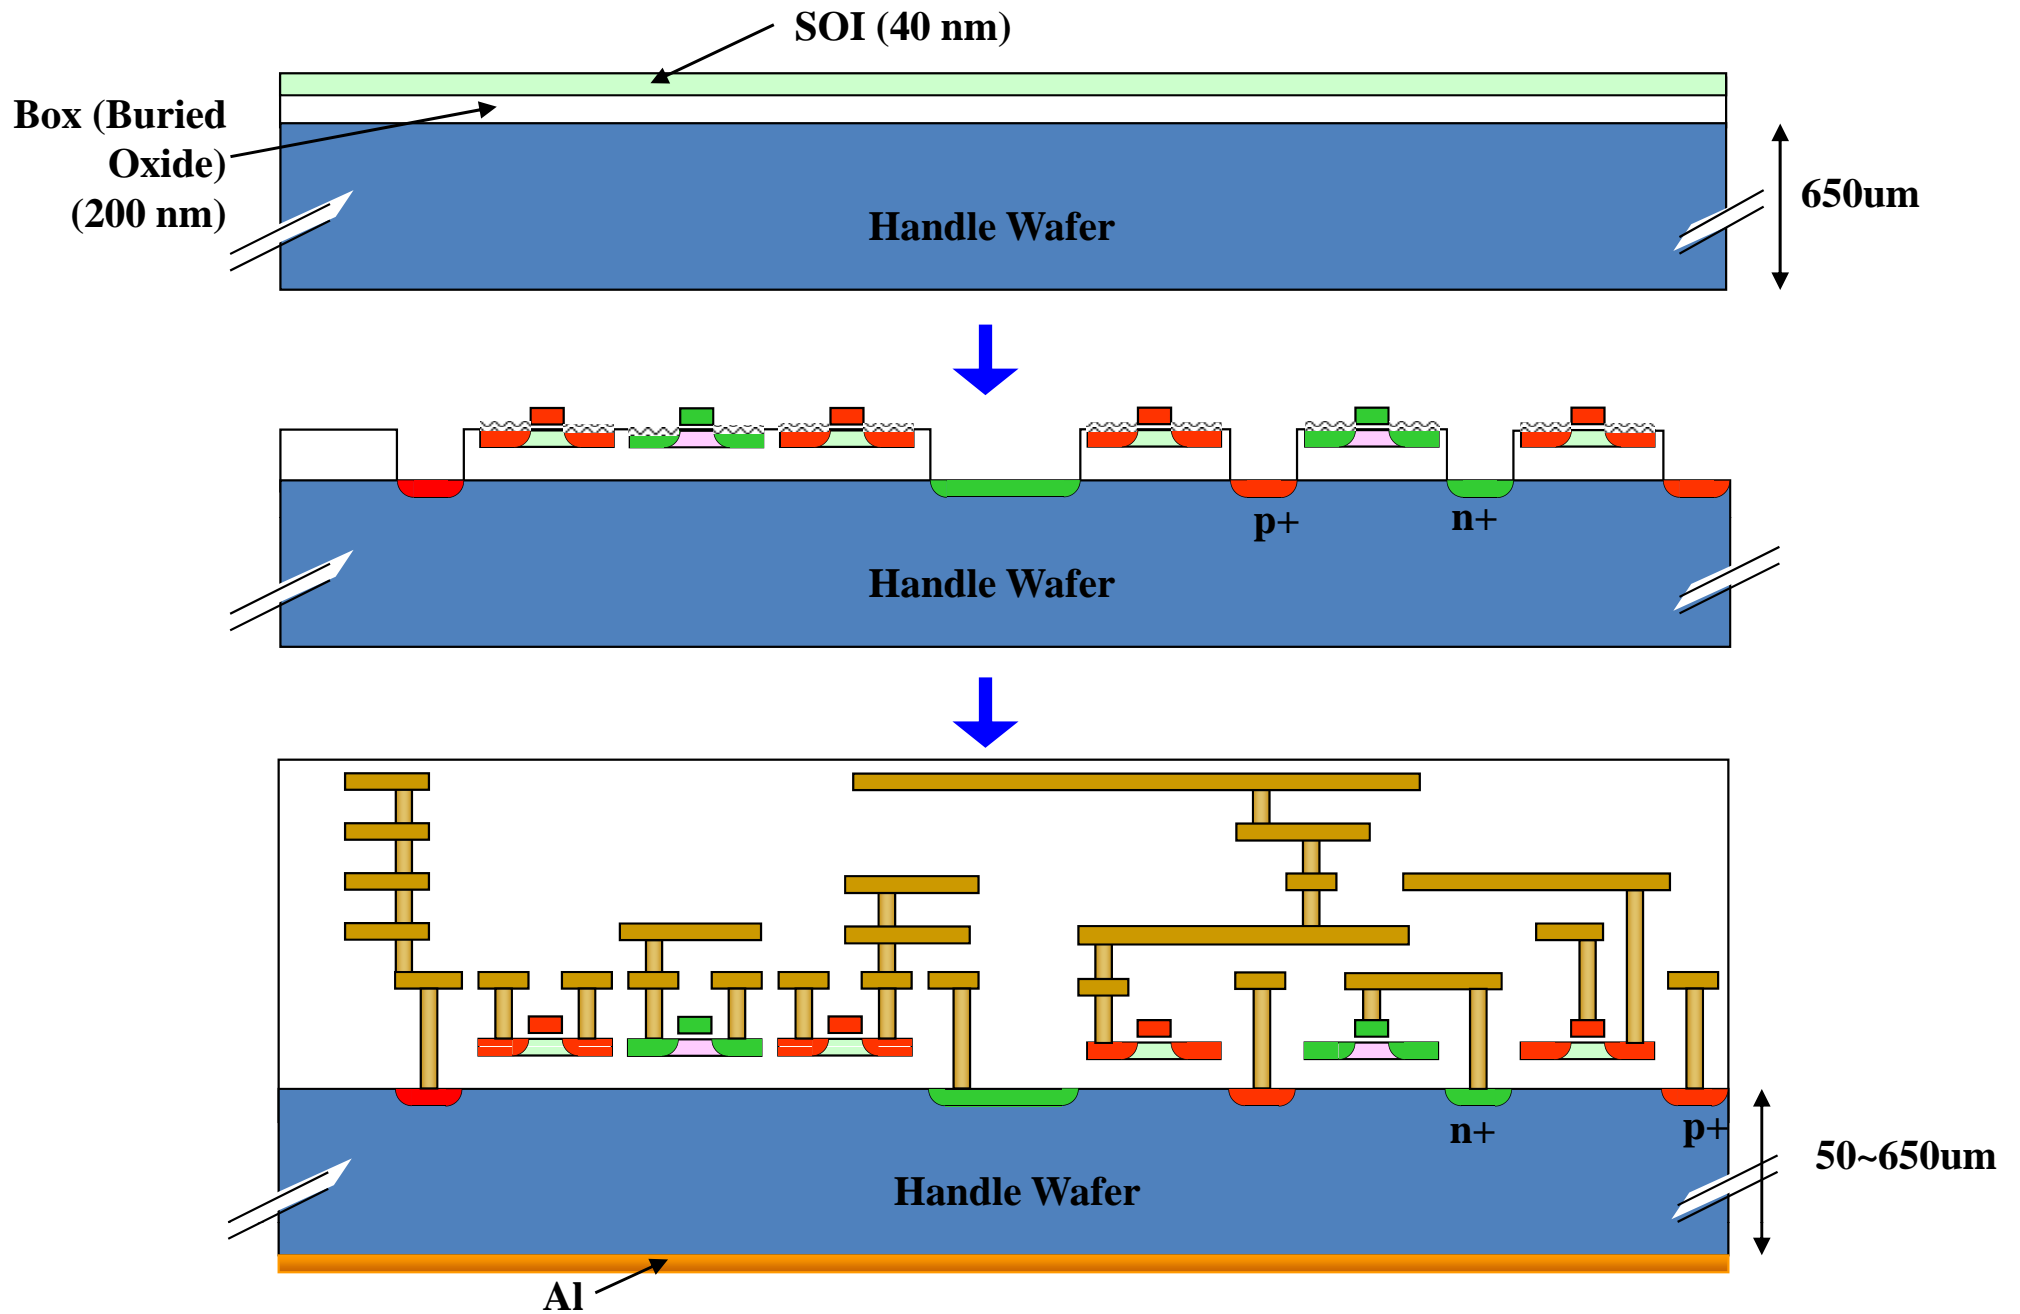 SOI (40 nm)
Box (Buried
Oxide)
(200 nm)
650um
Handle Wafer
p+
n+
Handle Wafer
n+
p+
50~650um
Handle Wafer
Al